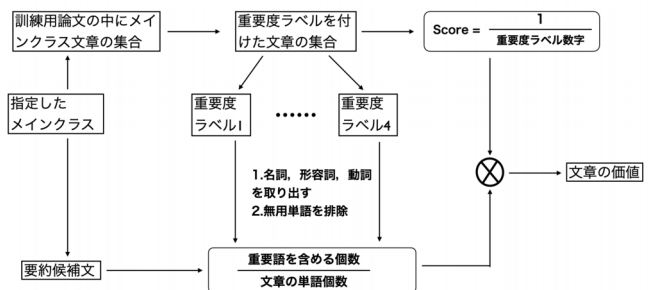 訓練用論文の中にメイ
ンクラス文章の集合
重要度ラベルを付
けた文章の集合
Score =
1
重要度ラベル数字
指定した
メインクラス
重要度
ラベル1
……
重要度
ラベル4
1.名詞，形容詞，動詞
を取り出す
2.無用単語を排除
文章の価値
要約候補文
重要語を含める個数
文章の単語個数